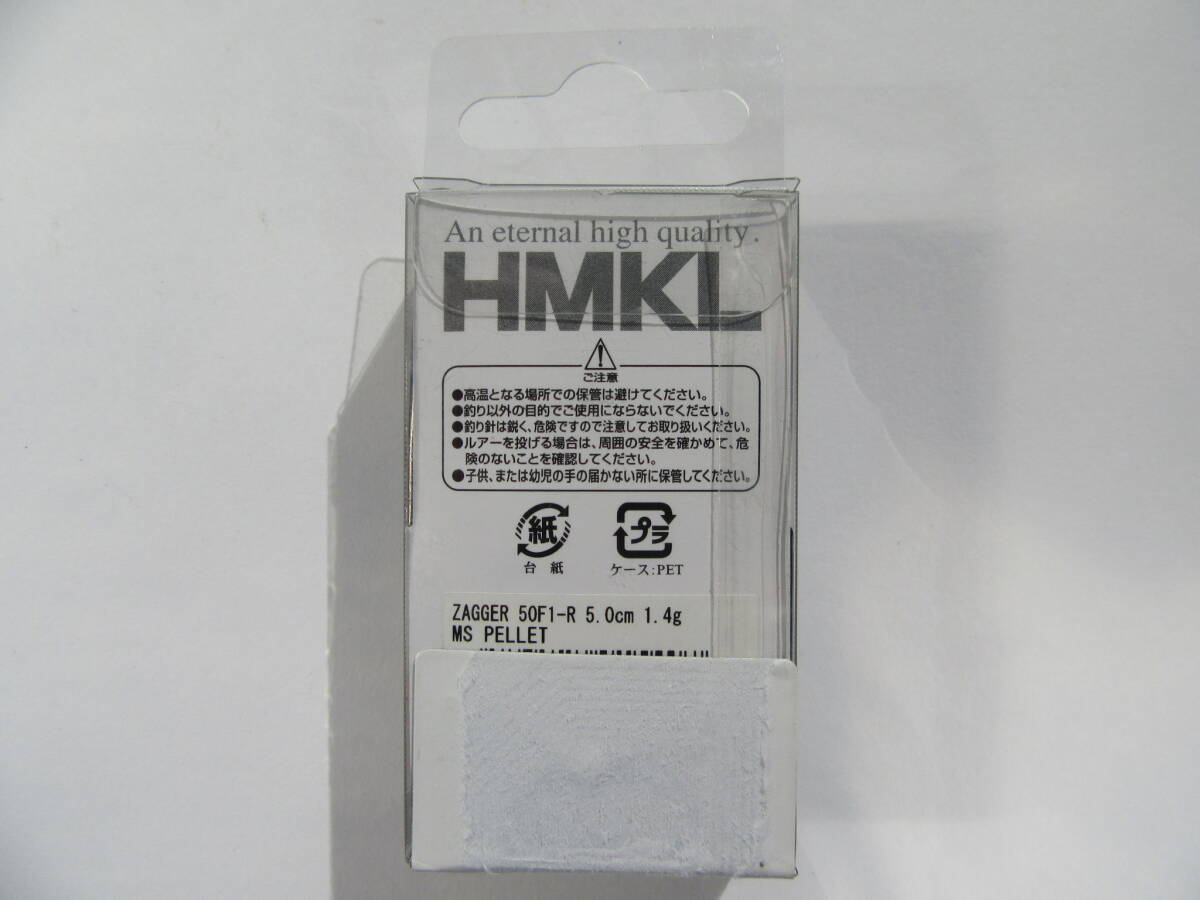 An eternal high quality.
HMKL
ご注意
●高温となる場所での保管は避けてください。
●釣り以外の目的でご使用にならないでください。
●釣り針は鋭く、危険ですので注意してお取り扱いください。
●ルアーを投げる場合は、周囲の安全を確かめて、危
険のないことを確認してください。
●子供、または幼児の手の届かない所に保管してください。
紙 プラ
台紙 ケース:PET
ZAGGER 50F1-R 5.0cm 1.4g
MS PELLET